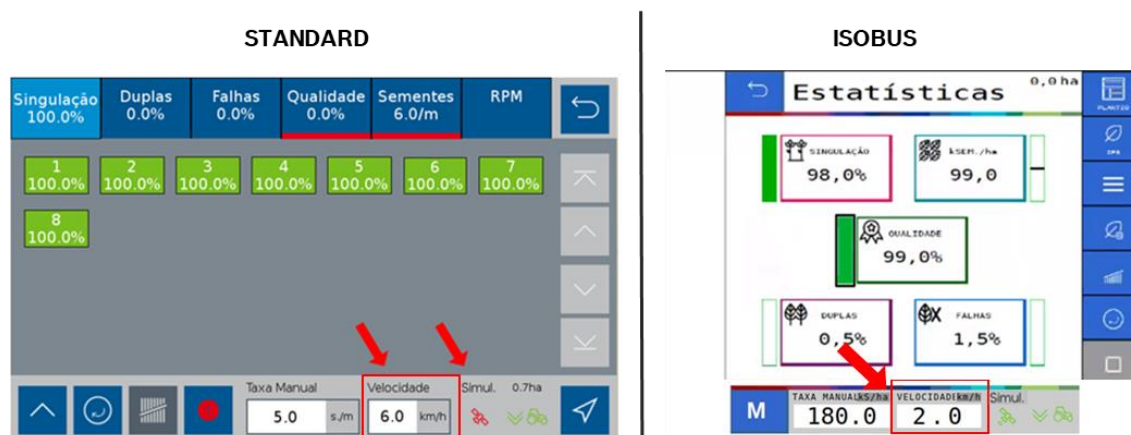 STANDARD
Singulação
100.0%
Duplas
0.0%
Falhas
0.0%
Qualidade
0.0%
Sementes
6.0/m
RPM
1
100.0%
2
100.0%
3
100.0%
4
100.0%
5
100.0%
6
100.0%
7
100.0%
8
100.0%
Taxa Manual
5.0 s./m
Velocidade
6.0 km/h
Simul. 0.7ha
ISOBUS
Estatísticas
0,0ha
PLANTIO
SINGULAÇÃO
98,0%
kSEM./ha
99,0
QUALIDADE
99,0%
DUPLAS
0,5%
FALHAS
1,5%
M
TAXA MANUAL kS/ha
180.0
VELOCIDADE km/h
2.0
Simul.